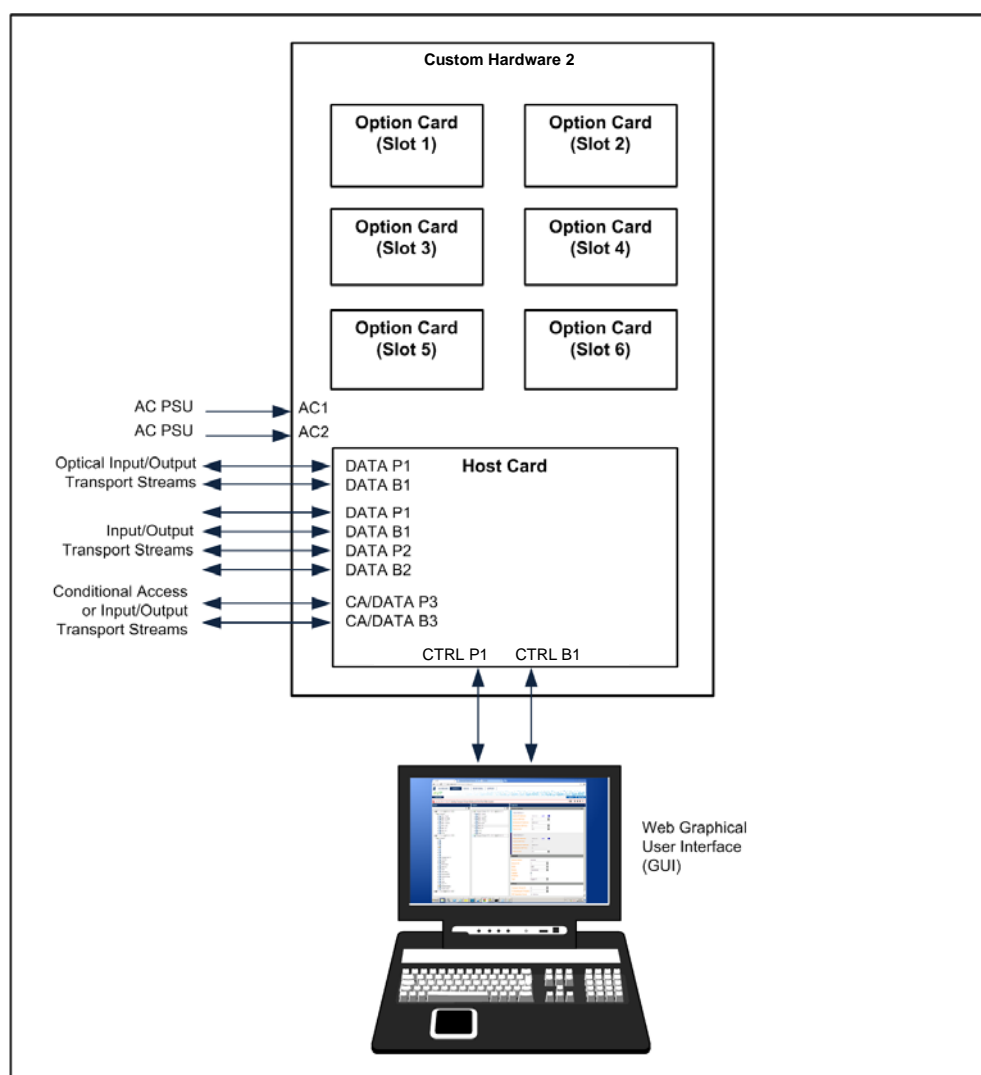 Custom Hardware 2
Option Card
(Slot 1)
Option Card
(Slot 2)
Option Card
(Slot 3)
Option Card
(Slot 4)
Option Card
(Slot 5)
Option Card
(Slot 6)
AC PSU
AC1
AC PSU
AC2
Host Card
Optical Input/Output
Transport Streams
DATA P1
DATA B1
Input/Output
Transport Streams
DATA P1
DATA B1
DATA P2
DATA B2
Conditional Access
or Input/Output
Transport Streams
CA/DATA P3
CA/DATA B3
CTRL P1
CTRL B1
Web Graphical
User Interface
(GUI)